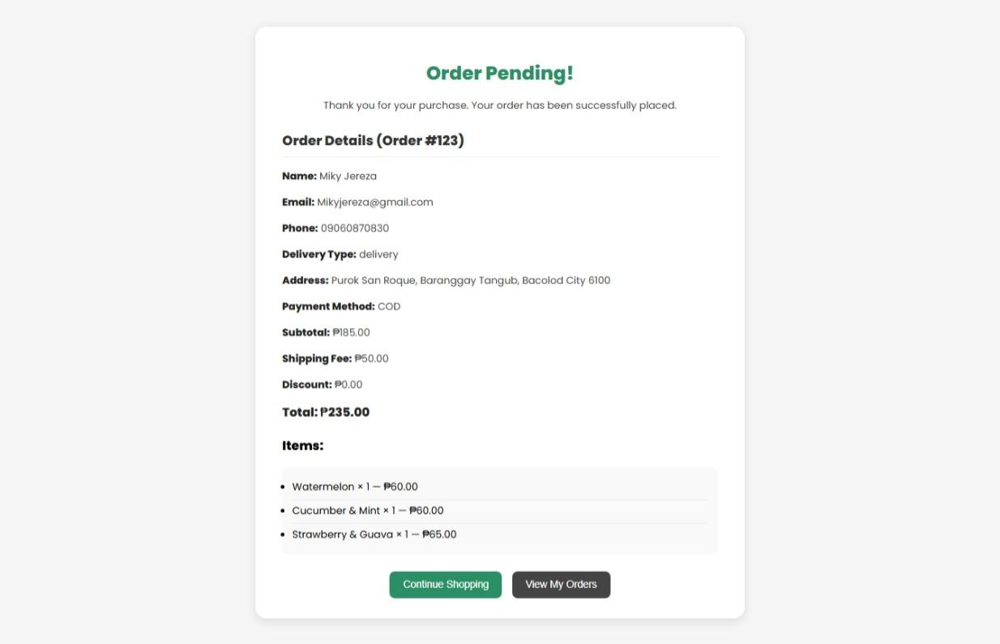 Order Pending!
Thank you for your purchase. Your order has been successfully placed.
Order Details (Order #123)
Name: Miky Jereza
Email: Mikyjereza@gmail.com
Phone: 09060870830
Delivery Type: delivery
Address: Purok San Roque, Baranggay Tangub, Bacolod City 6100
Payment Method: COD
Subtotal: ₱185.00
Shipping Fee: ₱50.00
Discount: ₱0.00
Total: ₱235.00
Items:
• Watermelon × 1 — ₱60.00
• Cucumber & Mint × 1 — ₱60.00
• Strawberry & Guava × 1 — ₱65.00
Continue Shopping View My Orders